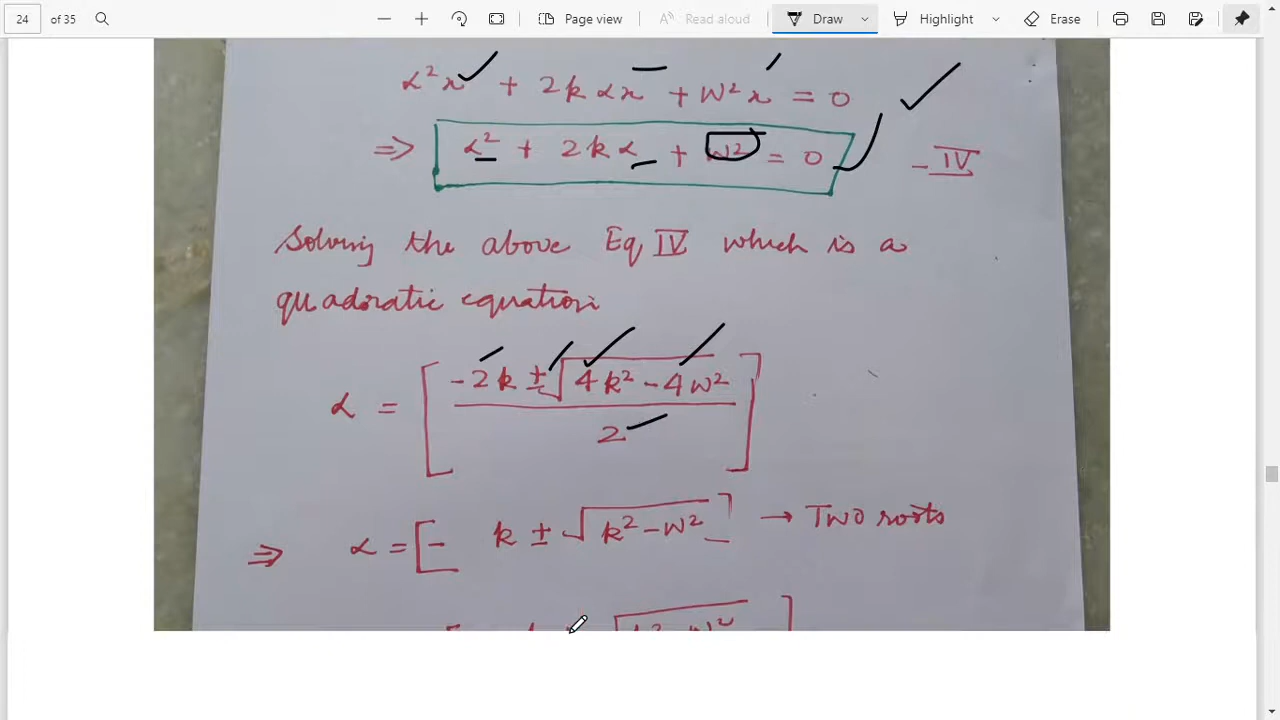 24 of 35 Page view Read aloud Draw Highlight Erase
α²x + 2kαx + w²x = 0
⇒ α² + 2kα + w² = 0 - IV
Solving the above Eq IV which is a
quadratic equation
α = [ -2k ± √4k² - 4w² / 2 ]
⇒ α = [ - k ± √k² - w² ] → Two roots